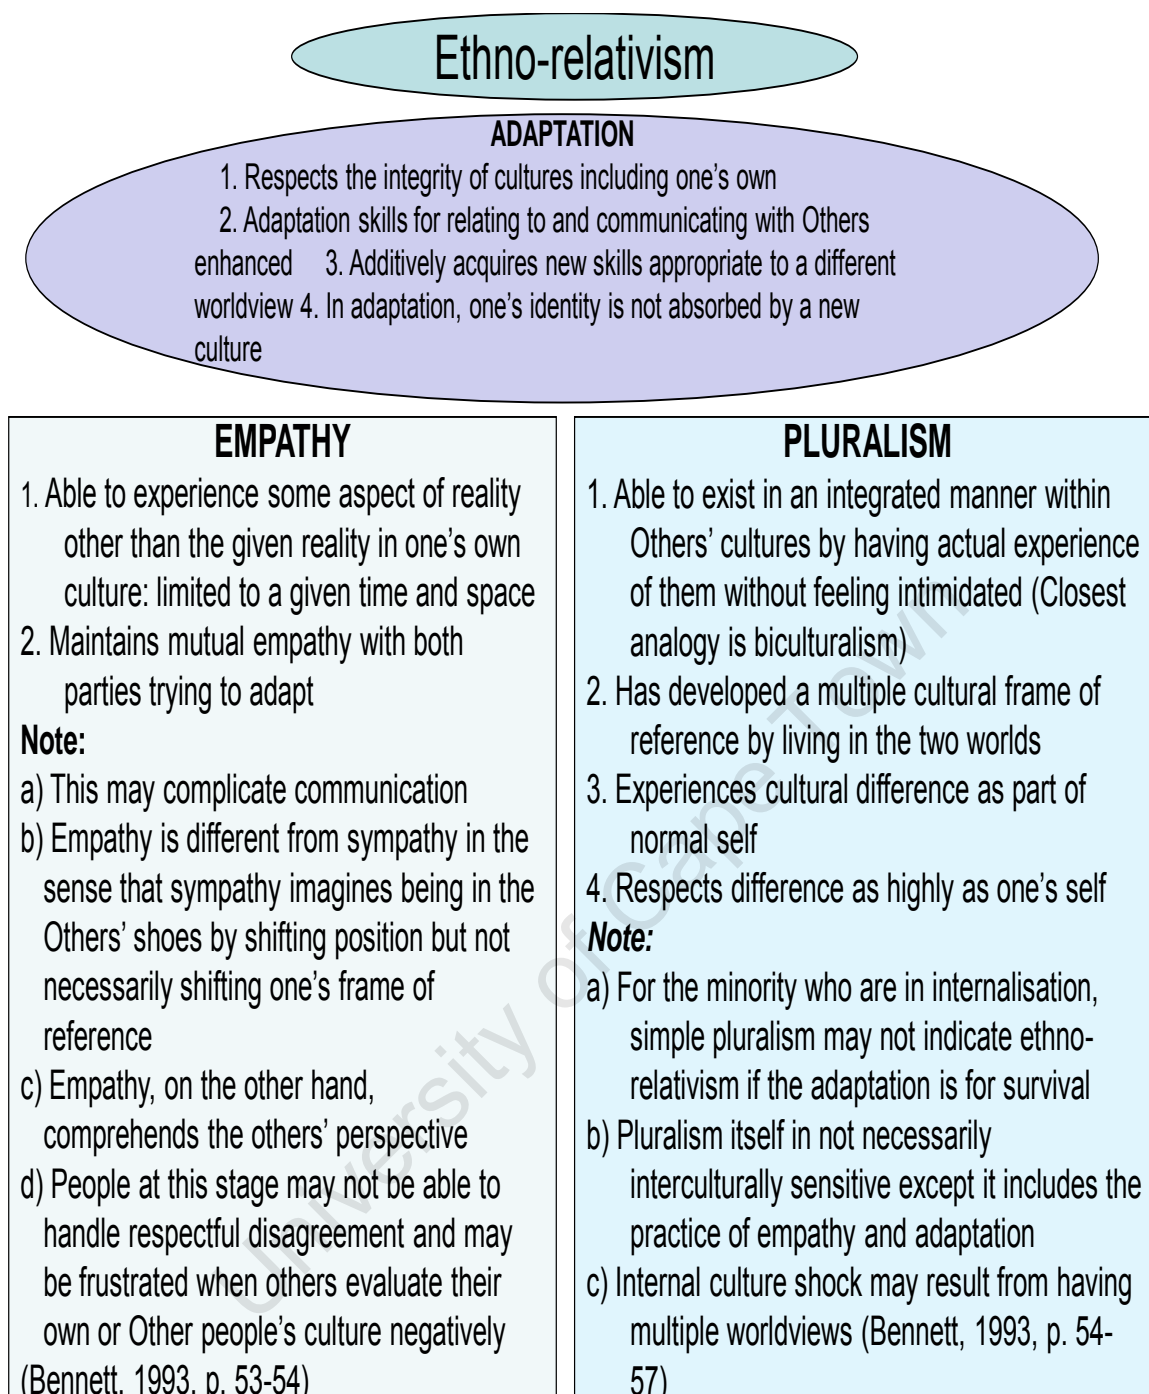 Ethno-relativism
ADAPTATION
1. Respects the integrity of cultures including one's own
2. Adaptation skills for relating to and communicating with Others
enhanced 3. Additively acquires new skills appropriate to a different
worldview 4. In adaptation, one's identity is not absorbed by a new
culture
EMPATHY
1. Able to experience some aspect of reality
other than the given reality in one's own
culture: limited to a given time and space
2. Maintains mutual empathy with both
parties trying to adapt
Note:
a) This may complicate communication
b) Empathy is different from sympathy in the
sense that sympathy imagines being in the
Others' shoes by shifting position but not
necessarily shifting one's frame of
reference
c) Empathy, on the other hand,
comprehends the others' perspective
d) People at this stage may not be able to
handle respectful disagreement and may
be frustrated when others evaluate their
own or Other people's culture negatively
(Bennett, 1993, p. 53-54)
PLURALISM
1. Able to exist in an integrated manner within
Others' cultures by having actual experience
of them without feeling intimidated (Closest
analogy is biculturalism)
2. Has developed a multiple cultural frame of
reference by living in the two worlds
3. Experiences cultural difference as part of
normal self
4. Respects difference as highly as one's self
Note:
a) For the minority who are in internalisation,
simple pluralism may not indicate ethno-
relativism if the adaptation is for survival
b) Pluralism itself in not necessarily
interculturally sensitive except it includes the
practice of empathy and adaptation
c) Internal culture shock may result from having
multiple worldviews (Bennett, 1993, p. 54-
57)
University of Cape Town